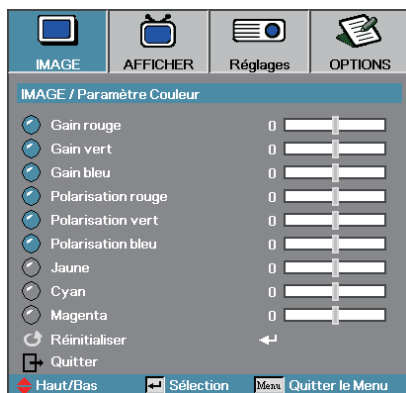 IMAGE AFFICHER Réglages OPTIONS
IMAGE / Paramètre Couleur
Gain rouge 0
Gain vert 0
Gain bleu 0
Polarisation rouge 0
Polarisation vert 0
Polarisation bleu 0
Jaune 0
Cyan 0
Magenta 0
Réinitialiser
Quitter
Haut/Bas Sélection Menu Quitter le Menu